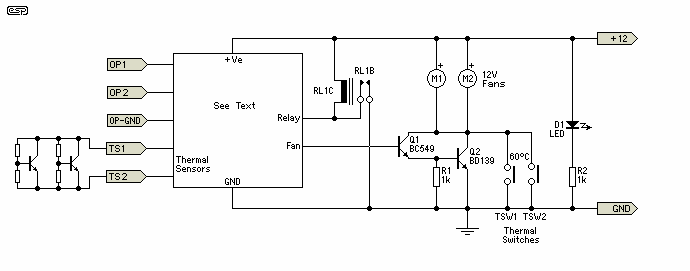 esp
+12
OP1
+Ve
RL1B
+
+
M1
M2
12V
Fans
OP2
RL1C
See Text
OP-GND
Relay
D1
LED
TS1
Fan
Q1
BC549
Q2
BD139
60ºC
Thermal
Sensors
TS2
R1
1k
R2
1k
GND
GND
TSW1 TSW2
Thermal
Switches